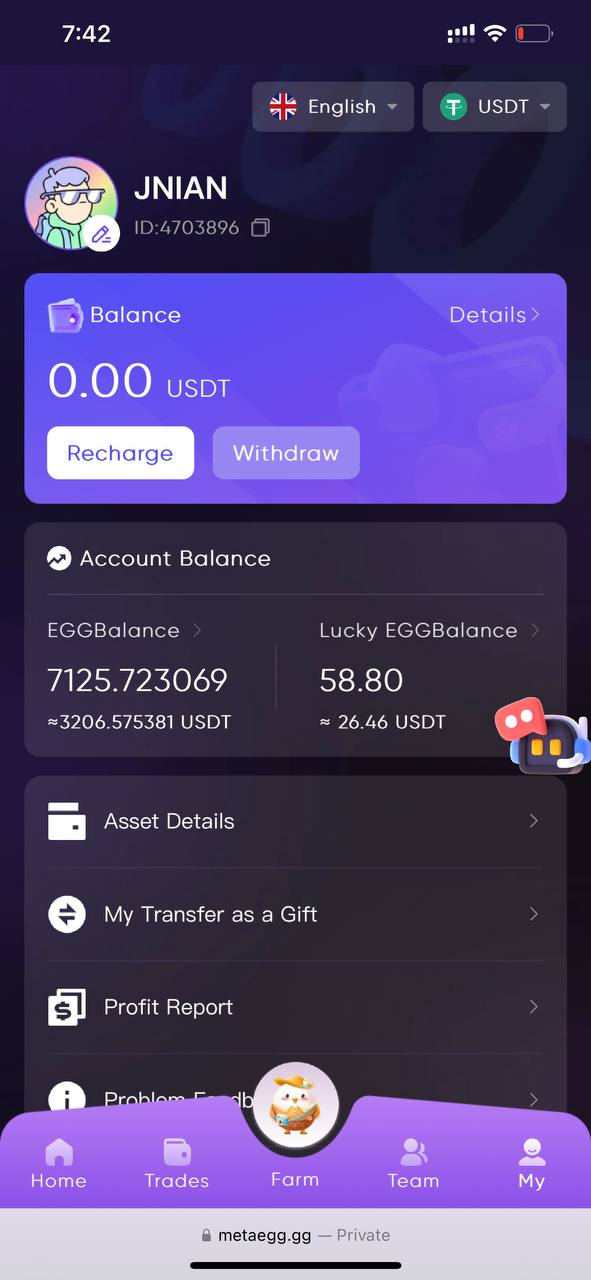 7:42
English
USDT
JNIAN
ID:4703896
Balance
Details
0.00 USDT
Recharge
Withdraw
Account Balance
EGGBalance
Lucky EGGBalance
7125.723069
58.80
≈3206.575381 USDT
≈ 26.46 USDT
Asset Details
My Transfer as a Gift
Profit Report
Problem
Home
Trades
Farm
Team
My
metaegg.gg — Private